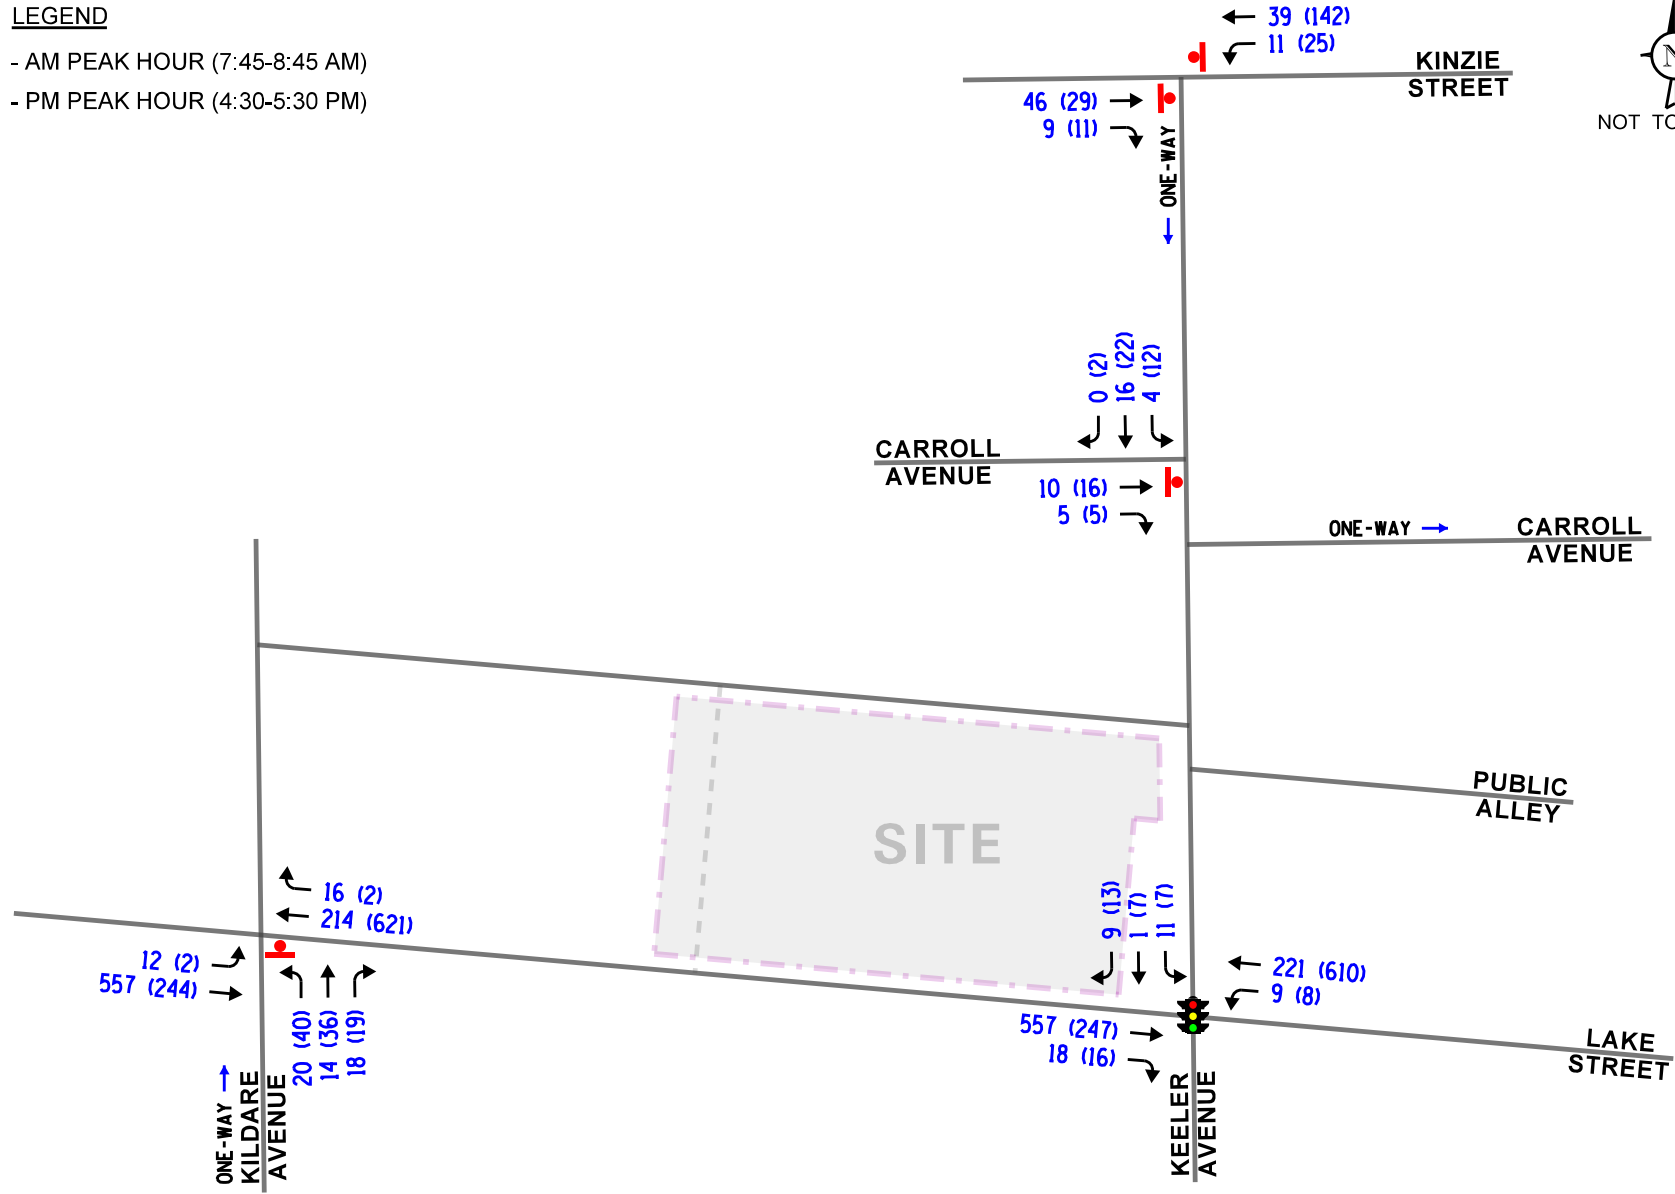 LEGEND
- AM PEAK HOUR (7:45-8:45 AM)
- PM PEAK HOUR (4:30-5:30 PM)
39 (142)
11 (25)
KINZIE
STREET
46 (29)
9 (11)
ONE-WAY
N
NOT TO
0 (2)
16 (22)
4 (12)
CARROLL
AVENUE
10 (16)
5 (5)
ONE-WAY
CARROLL
AVENUE
PUBLIC
ALLEY
SITE
16 (2)
214 (621)
12 (2)
557 (244)
20 (40)
14 (36)
18 (19)
ONE-WAY
KILDARE
AVENUE
9 (13)
1 (7)
11 (7)
221 (610)
9 (8)
557 (247)
18 (16)
KEELER
AVENUE
LAKE
STREET